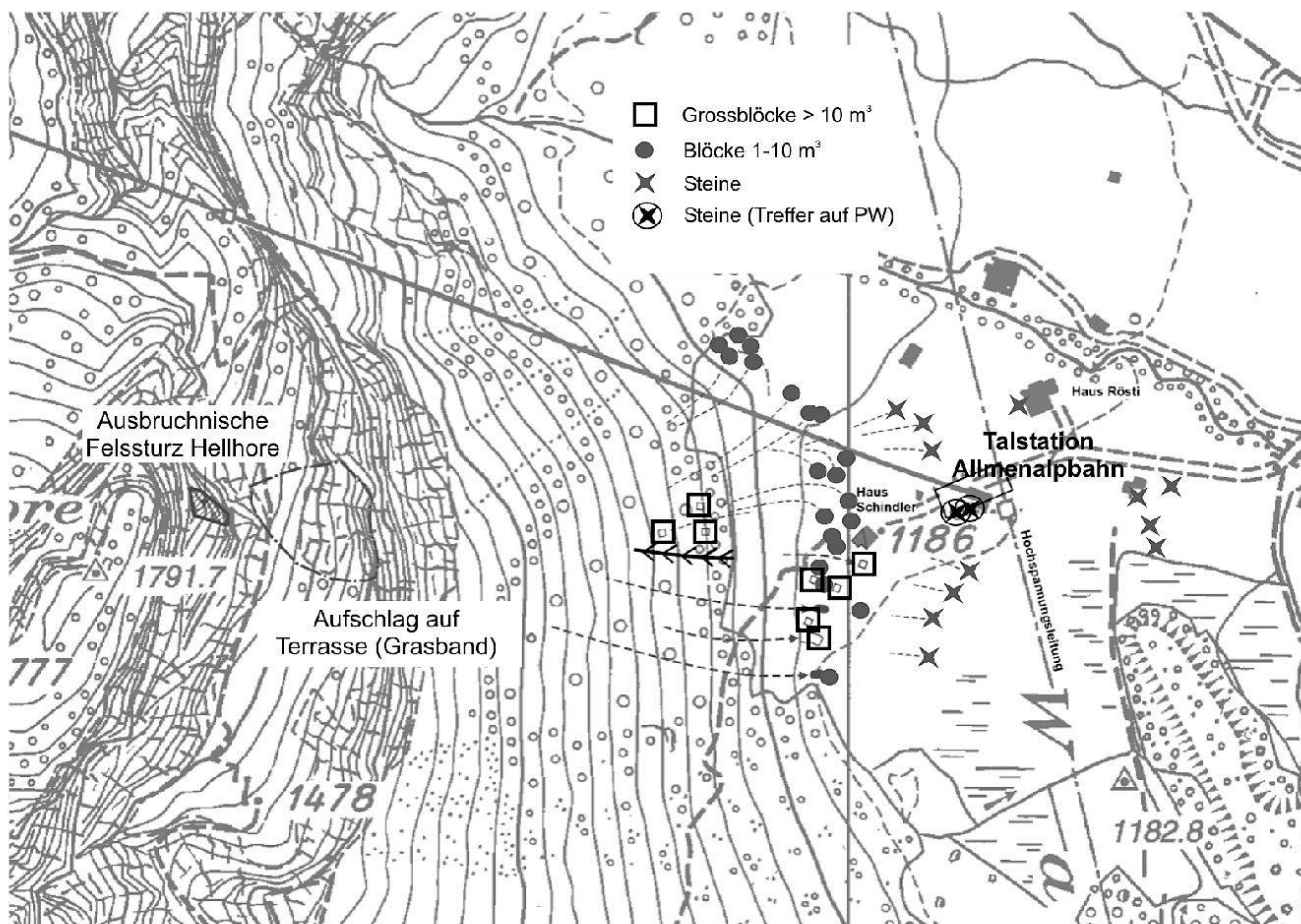 Grossblöcke > 10 m³
Blöcke 1-10 m³
Steine
Steine (Treffer auf PW)
Haus Rösti
Talstation
Allmenalpbahn
Ausbruchnische
Felssturz Hellhore
ore
Haus
Schindler
1186
1791.7
Hochspannungsleitung
Aufschlag auf
Terrasse (Grasband)
777
W
1478
1182.8
a